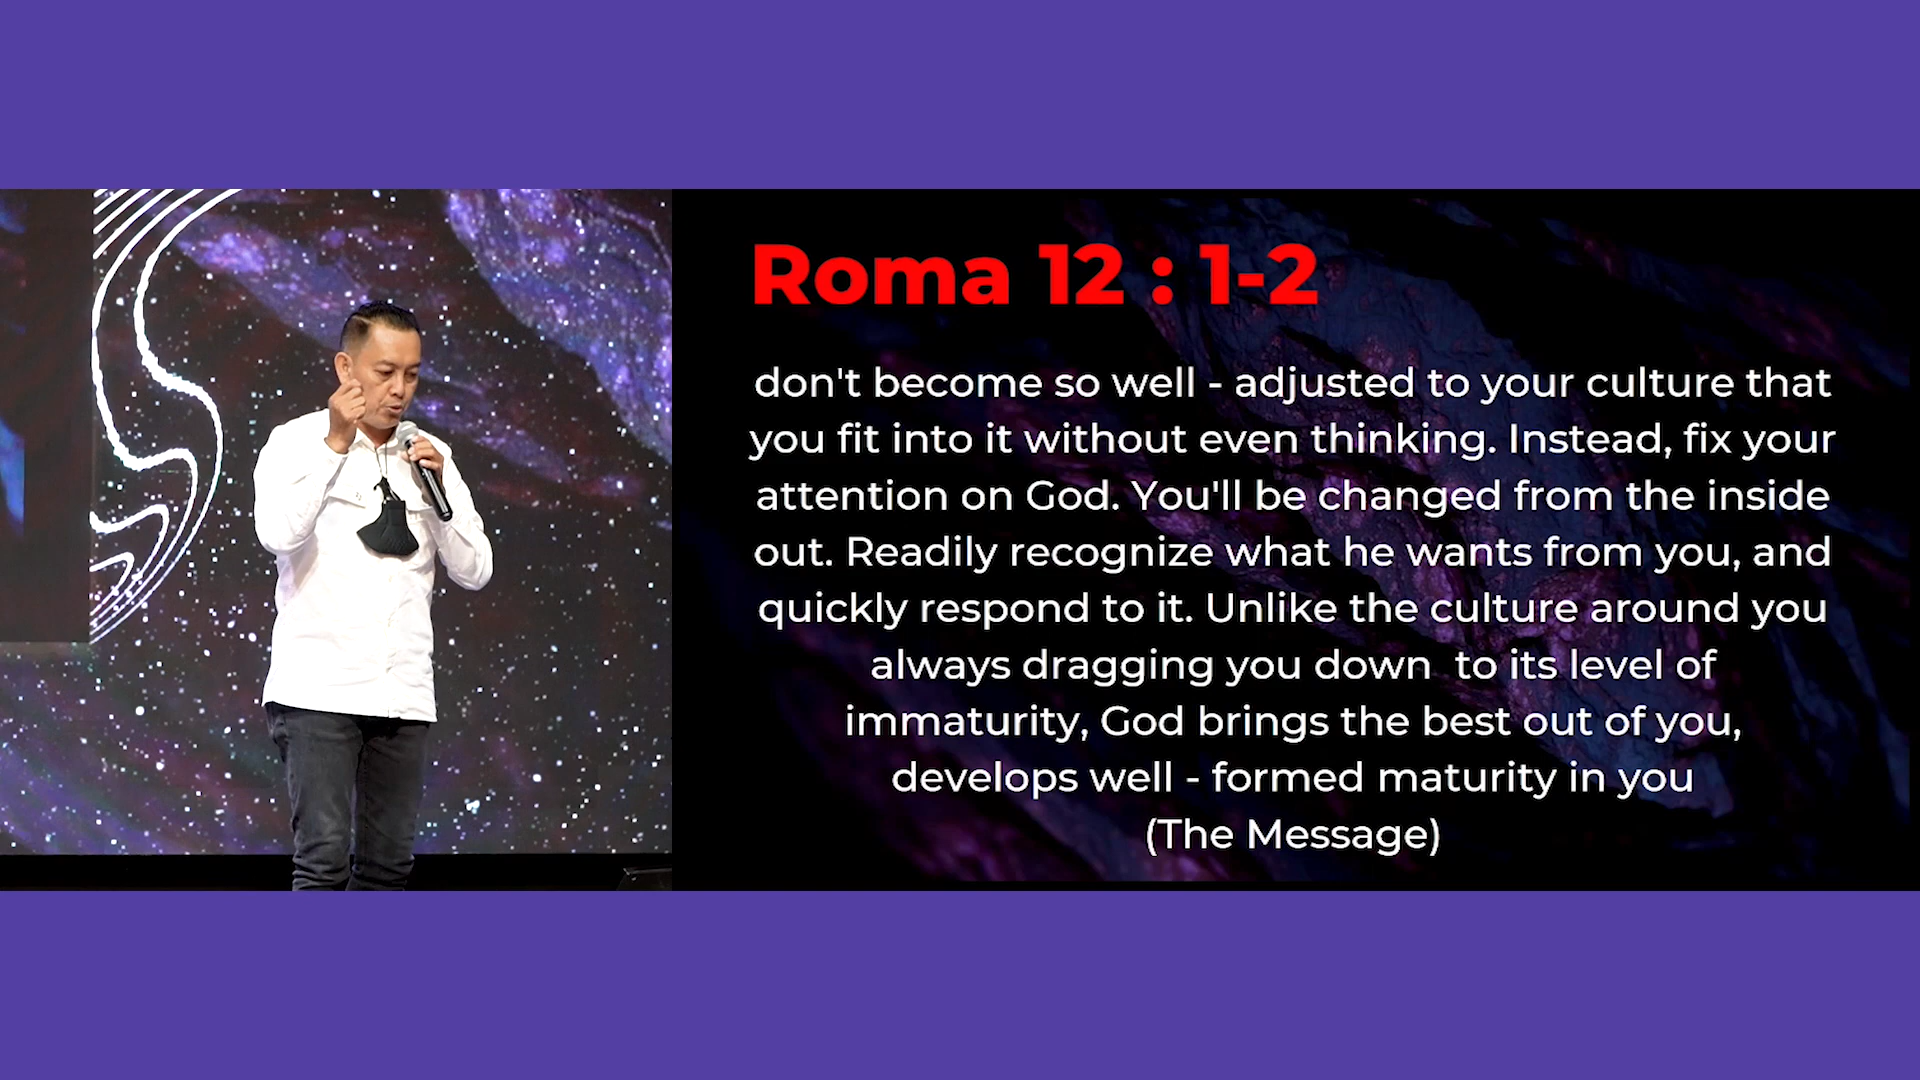 Roma 12 : 1-2
don't become so well - adjusted to your culture that
you fit into it without even thinking. Instead, fix your
attention on God. You'll be changed from the inside
out. Readily recognize what he wants from you, and
quickly respond to it. Unlike the culture around you
always dragging you down  to its level of
immaturity, God brings the best out of you,
develops well - formed maturity in you
(The Message)